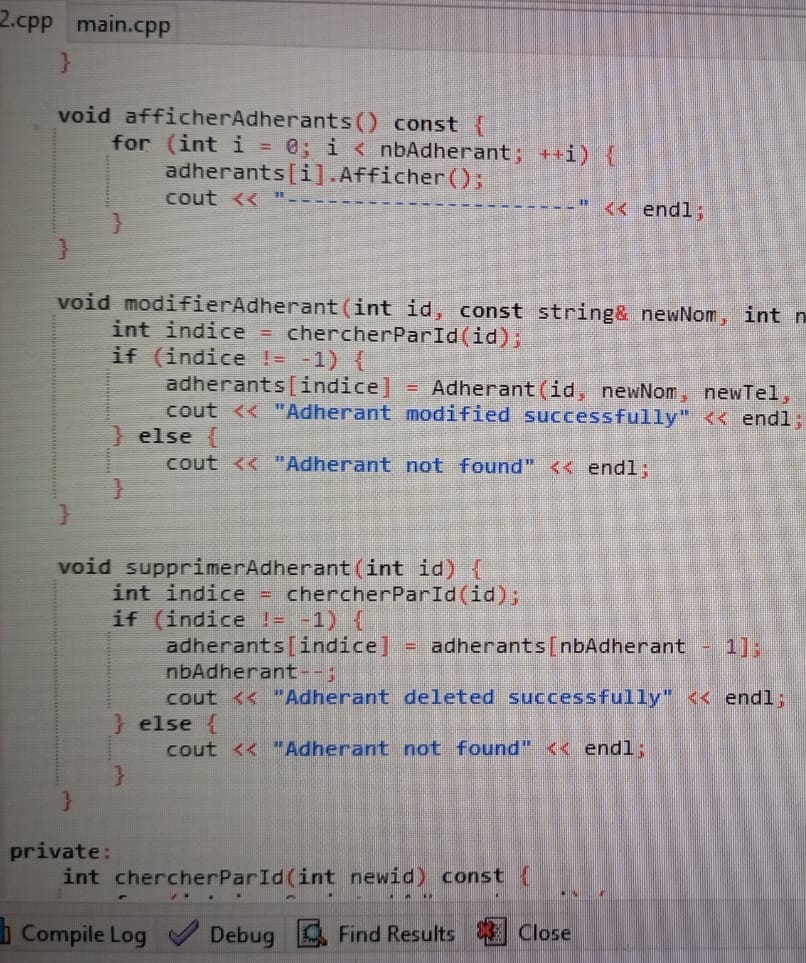 2.cpp main.cpp
}
void afficherAdherants() const {
for (int i = 0; i < nbAdherant; ++i) {
adherants[i].Afficher();
cout << "----------------------" << endl;
}
}
void modifierAdherant(int id, const string& newNom, int n
int indice = chercherParId(id);
if (indice != -1) {
adherants[indice] = Adherant(id, newNom, newTel,
cout << "Adherant modified successfully" << endl;
} else {
cout << "Adherant not found" << endl;
}
}
void supprimerAdherant(int id) {
int indice = chercherParId(id);
if (indice != -1) {
adherants[indice] = adherants[nbAdherant - 1];
nbAdherant--;
cout << "Adherant deleted successfully" << endl;
} else {
cout << "Adherant not found" << endl;
}
}
private:
int chercherParId(int newid) const {
Compile Log Debug Find Results Close